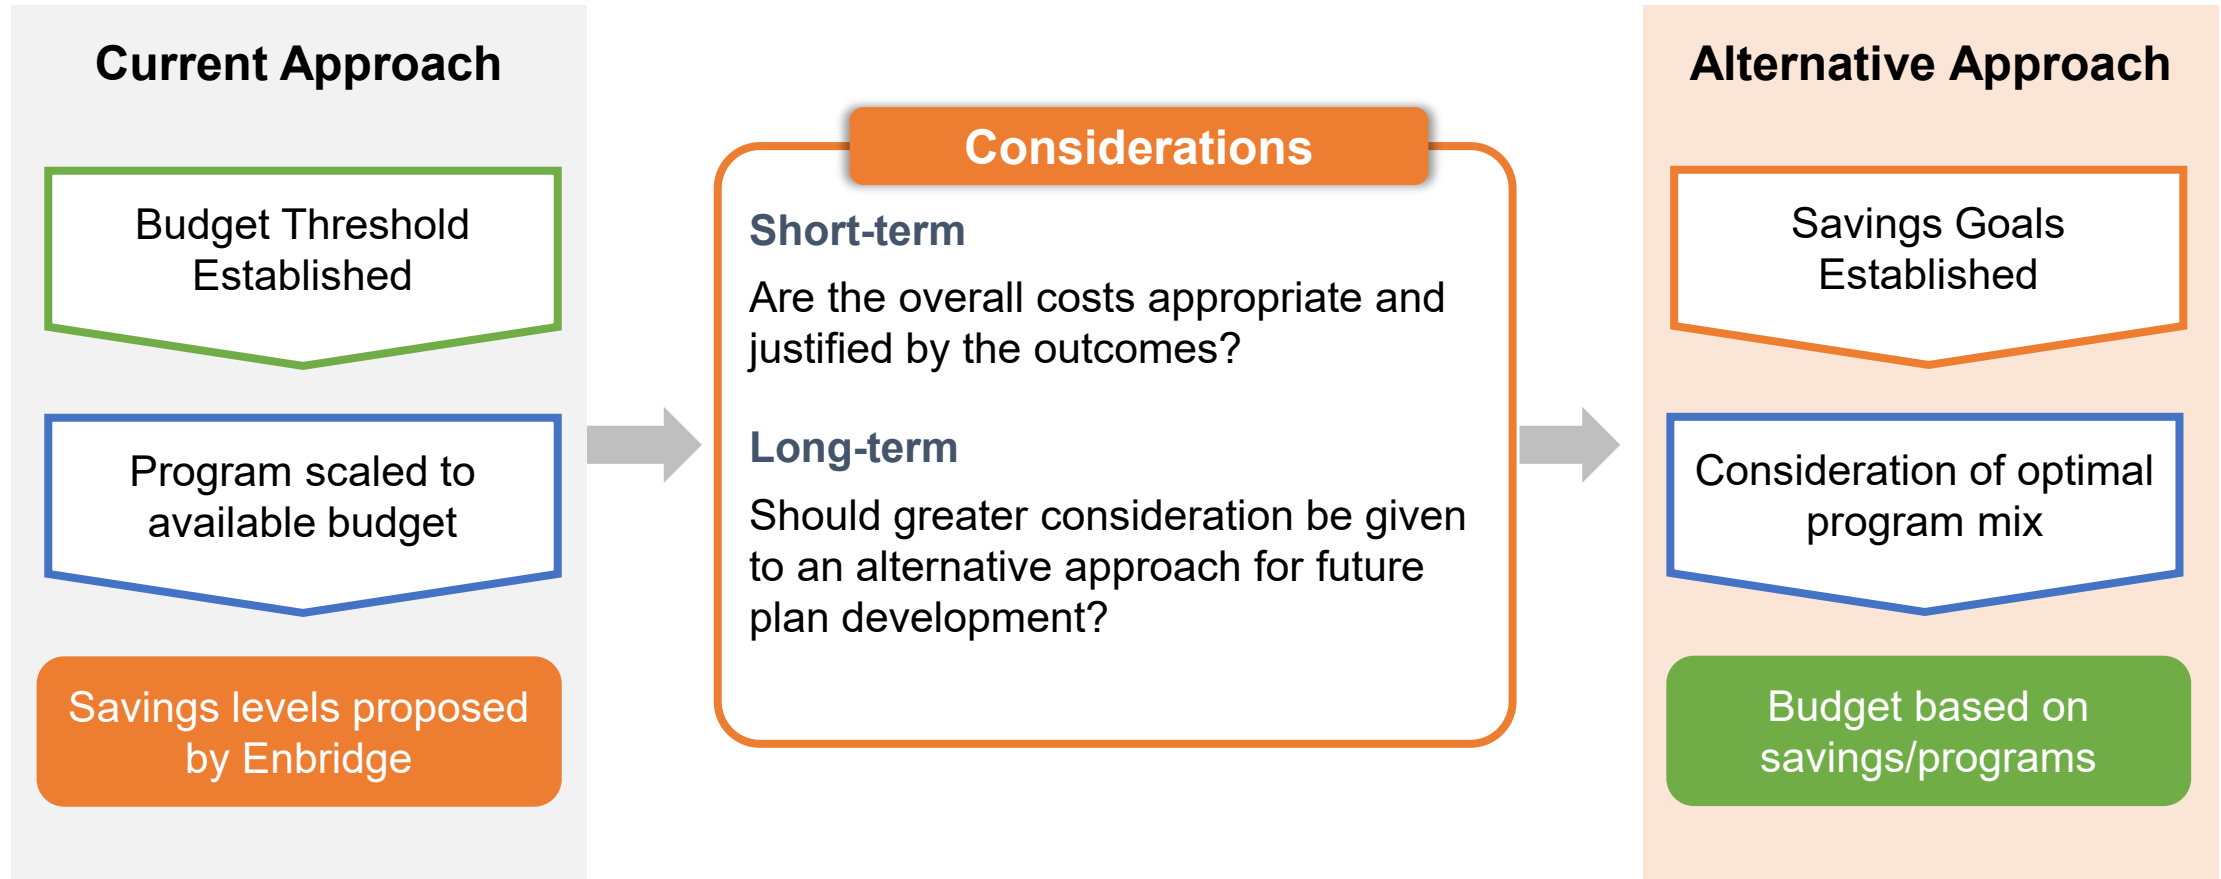 Current Approach
Budget Threshold
Established
Program scaled to
available budget
Savings levels proposed
by Enbridge
Considerations
Short-term
Are the overall costs appropriate and
justified by the outcomes?
Long-term
Should greater consideration be given
to an alternative approach for future
plan development?
Alternative Approach
Savings Goals
Established
Consideration of optimal
program mix
Budget based on
savings/programs